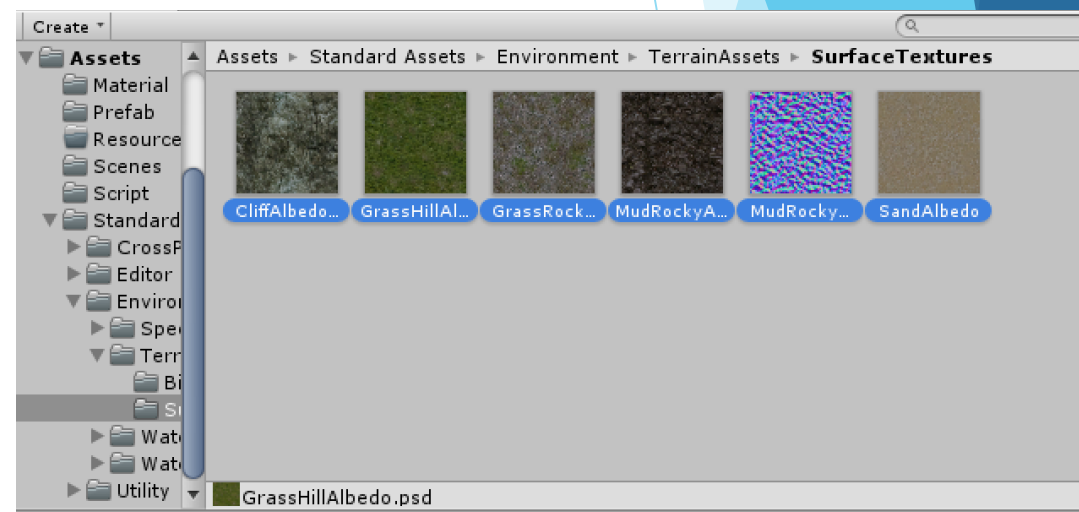 Create
Assets
Material
Prefab
Resource
Scenes
Script
Standard
CrossP
Editor
Enviro
Spe
Terr
Bi
S
Wat
Wat
Utility
Assets ▸ Standard Assets ▸ Environment ▸ TerrainAssets ▸ SurfaceTextures
CliffAlbedo... GrassHillAl... GrassRock... MudRockyA... MudRocky... SandAlbedo
GrassHillAlbedo.psd